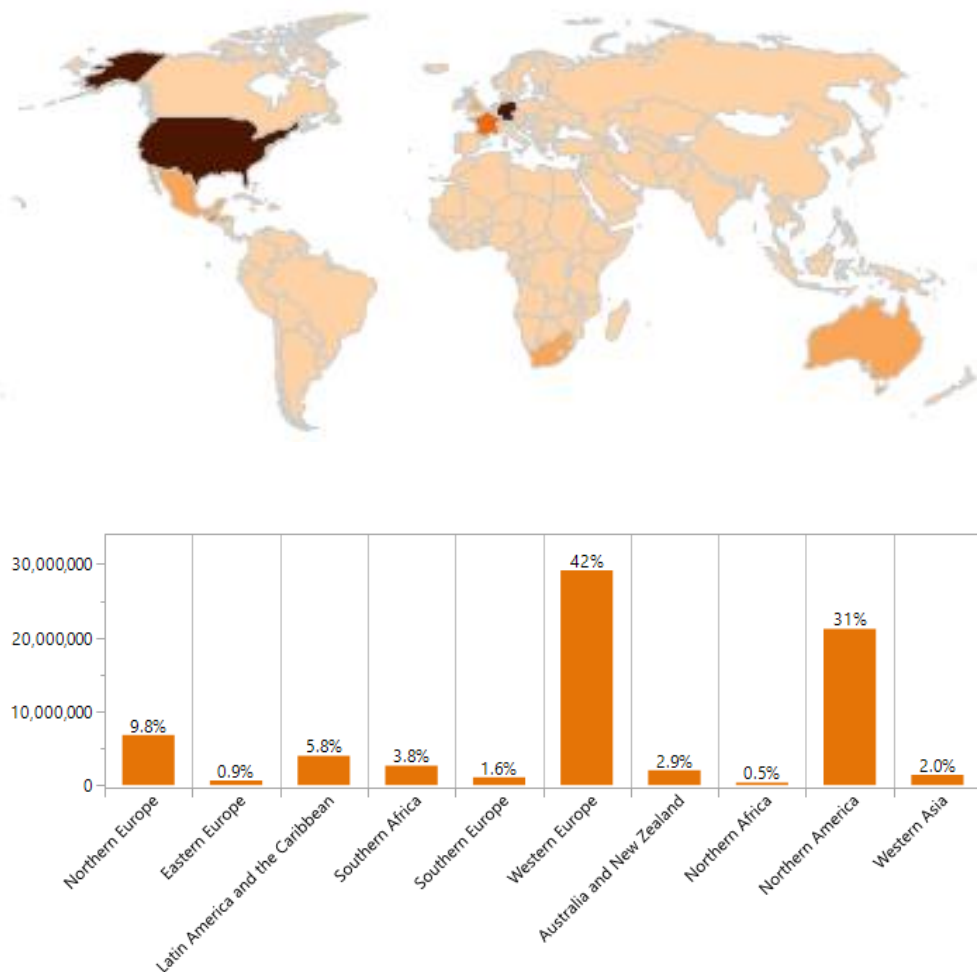 30,000,000
20,000,000
10,000,000
0
9.8%
0.9%
5.8%
3.8%
1.6%
42%
2.9%
0.5%
31%
2.0%
Northern Europe
Eastern Europe
Latin America and the Caribbean
Southern Africa
Southern Europe
Western Europe
Australia and New Zealand
Northern Africa
Northern America
Western Asia